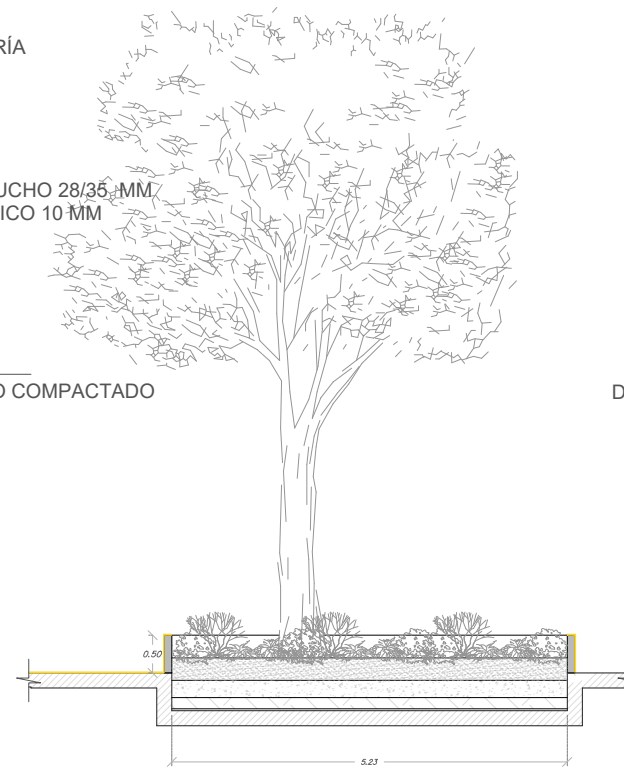 RÍA
UCHO 28/35 MM
ICO 10 MM
O COMPACTADO
D
0.50
5.23